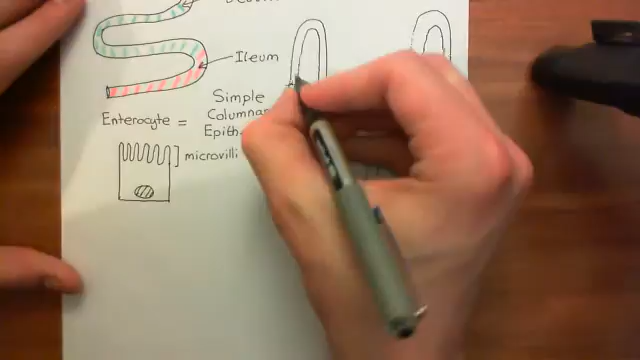 Ileum
Enterocyte = Simple
Columnar
microvilli